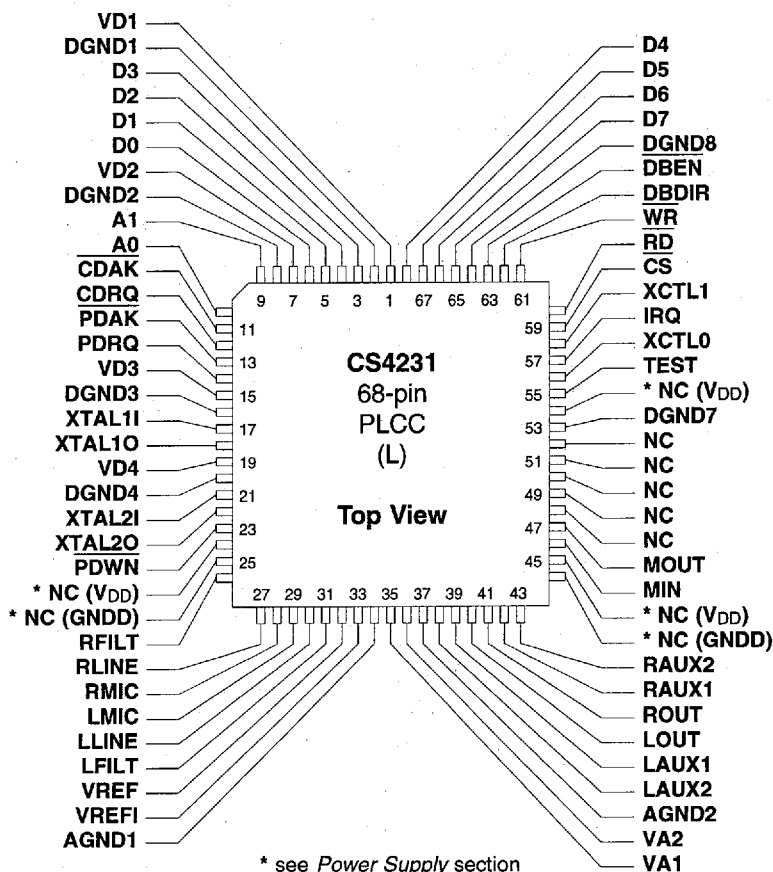 VD1
DGND1
D3
D2
D1
D0
VD2
DGND2
A1
A0
CDAK
CDRQ
PDAK
PDRQ
VD3
DGND3
XTAL1I
XTAL1O
VD4
DGND4
XTAL2I
XTAL2O
PDWN
* NC (VDD)
* NC (GNDD)
RFILT
RLINE
RMIC
LMIC
LLINE
LFILT
VREF
VREFI
AGND1
9 7 5 3 1 67 65 63 61
11
13
15
17
19
21
23
25
CS4231
68-pin
PLCC
(L)
Top View
59
57
55
53
51
49
47
45
27 29 31 33 35 37 39 41 43
D4
D5
D6
D7
DGND8
DBEN
DBDIR
WR
RD
CS
XCTL1
IRQ
XCTL0
TEST
* NC (VDD)
DGND7
NC
NC
NC
NC
NC
MOUT
MIN
* NC (VDD)
* NC (GNDD)
RAUX2
RAUX1
ROUT
LOUT
LAUX1
LAUX2
AGND2
VA2
VA1
* see Power Supply section